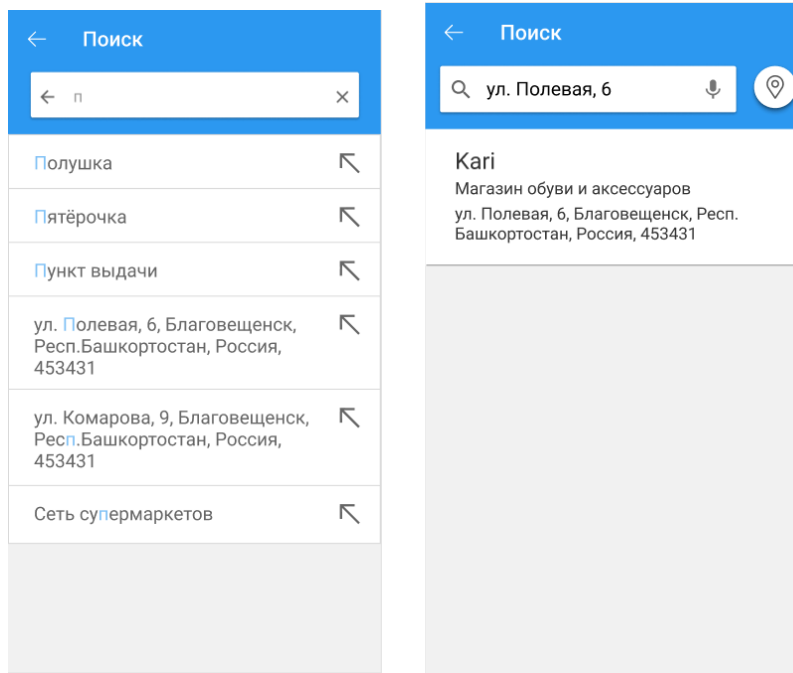 Поиск
п
Полушка
Пятёрочка
Пункт выдачи
ул. Полевая, 6, Благовещенск,
Респ.Башкортостан, Россия,
453431
ул. Комарова, 9, Благовещенск,
Респ.Башкортостан, Россия,
453431
Сеть супермаркетов
Поиск
ул. Полевая, 6
Kari
Магазин обуви и аксессуаров
ул. Полевая, 6, Благовещенск, Респ.
Башкортостан, Россия, 453431